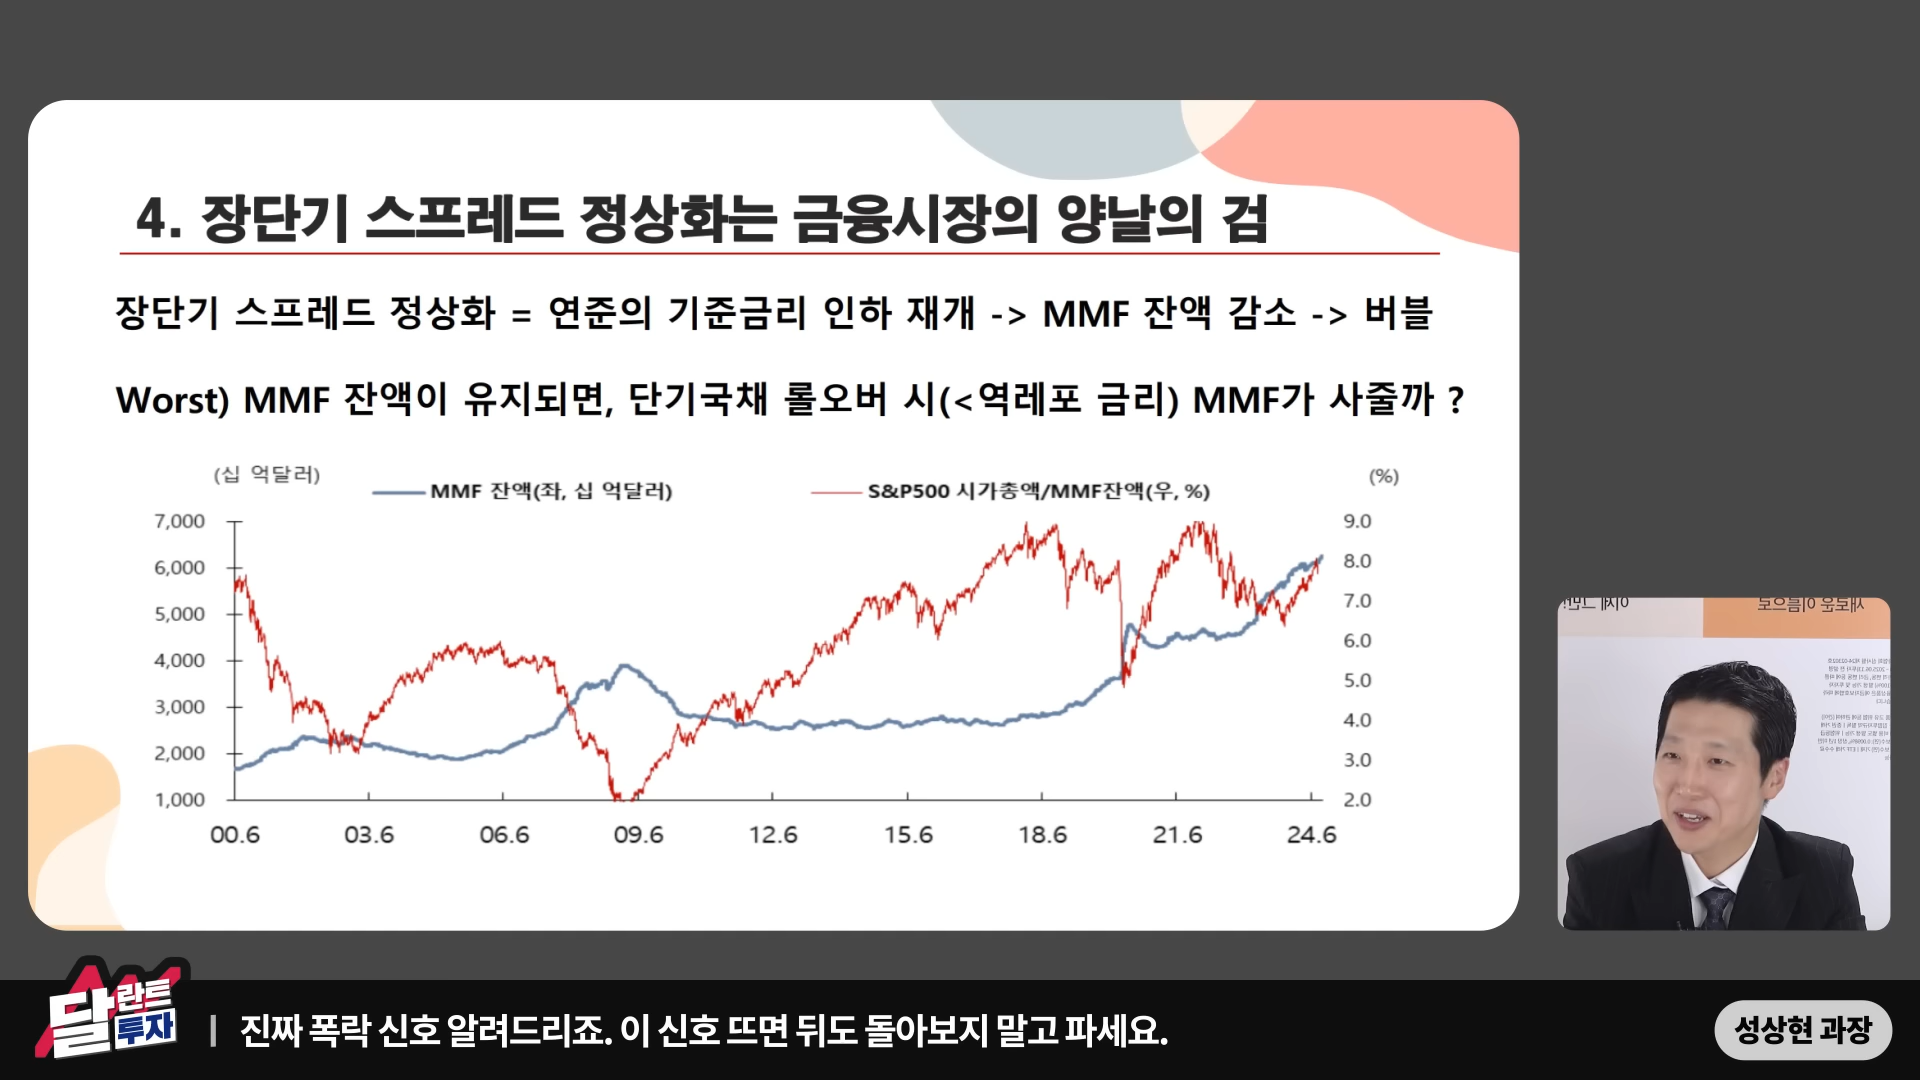 4. 장단기 스프레드 정상화는 금융시장의 양날의 검
장단기 스프레드 정상화 = 연준의 기준금리 인하 재개 -> MMF 잔액 감소 -> 버블
Worst) MMF 잔액이 유지되면, 단기국채 롤오버 시(<역레포 금리) MMF가 사줄까 ?
(십 억달러)
(%)
MMF 잔액(좌, 십 억달러)
S&P500 시가총액/MMF잔액(우, %)
7,000
6,000
5,000
4,000
3,000
2,000
1,000
9.0
8.0
7.0
6.0
5.0
4.0
3.0
2.0
00.6 03.6 06.6 09.6 12.6 15.6 18.6 21.6 24.6
새로운 이름으로
달란트
투자
| 진짜 폭락 신호 알려드리죠. 이 신호 뜨면 뒤도 돌아보지 말고 파세요.
성상현 과장